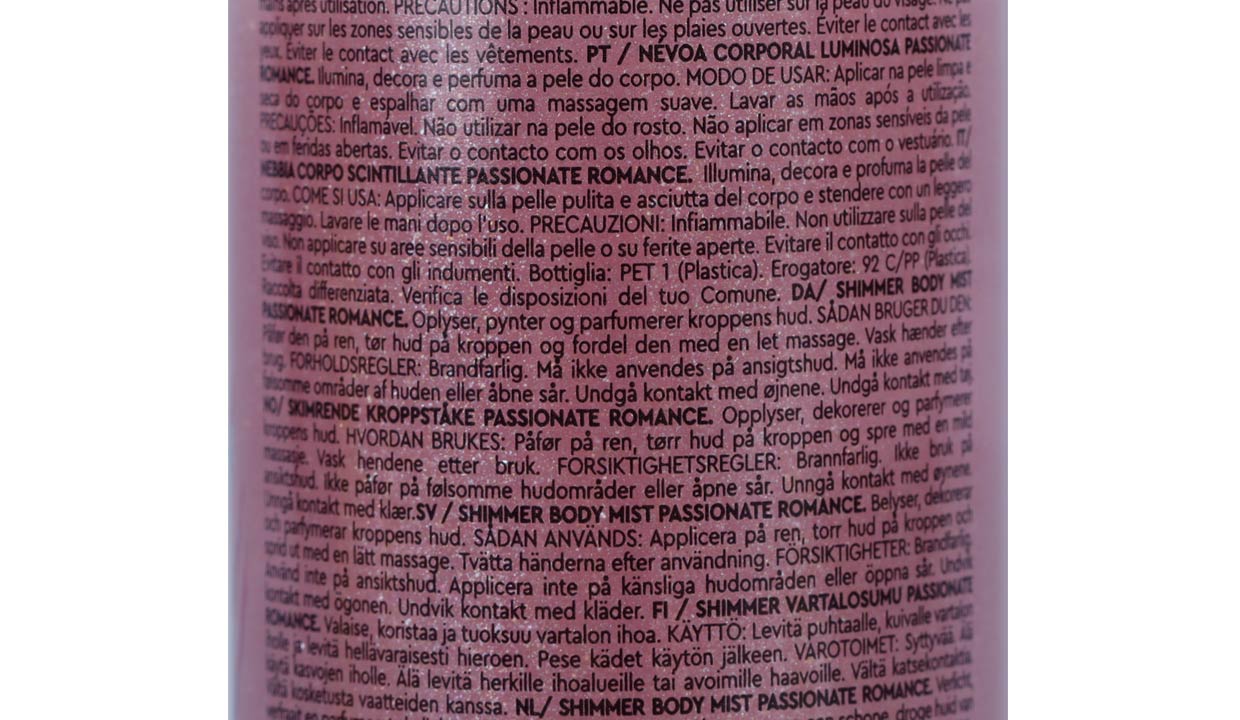 mains après utilisation. PRÉCAUTIONS : Inflammable. Ne pas utiliser sur la peau du visage. Ne pas
appliquer sur les zones sensibles de la peau ou sur les plaies ouvertes. Éviter le contact avec les
yeux. Éviter le contact avec les vêtements. PT / NÉVOA CORPORAL LUMINOSA PASSIONATE
ROMANCE. Ilumina, decora e perfuma a pele do corpo. MODO DE USAR: Aplicar na pele limpa e
seca do corpo e espalhar com uma massagem suave. Lavar as mãos após a utilização.
PRECAUÇÕES: Inflamável. Não utilizar na pele do rosto. Não aplicar em zonas sensíveis da pele
ou em feridas abertas. Evitar o contacto com os olhos. Evitar o contacto com o vestuário. IT/
NEBBIA CORPO SCINTILLANTE PASSIONATE ROMANCE. Illumina, decora e profuma la pelle del
corpo. COME SI USA: Applicare sulla pelle pulita e asciutta del corpo e stendere con un leggero
massaggio. Lavare le mani dopo l'uso. PRECAUZIONI: Infiammabile. Non utilizzare sulla pelle del
viso. Non applicare su aree sensibili della pelle o su ferite aperte. Evitare il contatto con gli occhi.
Evitare il contatto con gli indumenti. Bottiglia: PET 1 (Plastica). Erogatore: 92 C/PP (Plastica).
Raccolta differenziata. Verifica le disposizioni del tuo Comune. DA/ SHIMMER BODY MIST
PASSIONATE ROMANCE. Oplyser, pynter og parfumerer kroppens hud. SÅDAN BRUGER DU DEN:
Påfør den på ren, tør hud på kroppen og fordel den med en let massage. Vask hænder efter
brug. FORHOLDSREGLER: Brandfarlig. Må ikke anvendes på ansigtshud. Må ikke anvendes på
følsomme områder af huden eller åbne sår. Undgå kontakt med øjnene. Undgå kontakt med tøj.
NO/ SKIMRENDE KROPPSTÅKE PASSIONATE ROMANCE. Opplyser, dekorerer og parfymerer
kroppens hud. HVORDAN BRUKES: Påfør på ren, tørr hud på kroppen og spre med en mild
massasje. Vask hendene etter bruk. FORSIKTIGHETSREGLER: Brannfarlig. Ikke bruk på
ansiktshud. Ikke påfør på følsomme hudområder eller åpne sår. Unngå kontakt med øynene.
Unngå kontakt med klær.SV / SHIMMER BODY MIST PASSIONATE ROMANCE. Belyser, dekorerar
och parfymerar kroppens hud. SÅDAN ANVÄNDS: Applicera på ren, torr hud på kroppen och
sprid ut med en lätt massage. Tvätta händerna efter användning. FÖRSIKTIGHETER: Brandfarlig.
Använd inte på ansiktshud. Applicera inte på känsliga hudområden eller öppna sår. Undvik
kontakt med ögonen. Undvik kontakt med kläder. FI / SHIMMER VARTALOSUMU PASSIONATE
ROMANCE. Valaise, koristaa ja tuoksuu vartalon ihoa. KÄYTTÖ: Levitä puhtaalle, kuivalle vartalon
iholle ja levitä hellävaraisesti hieroen. Pese kädet käytön jälkeen. VAROTOIMET: Syttyvää. Älä
käytä kasvojen iholle. Älä levitä herkille ihoalueille tai avoimille haavoille. Vältä katsekontaktia.
Vältä kosketusta vaatteiden kanssa. NL/ SHIMMER BODY MIST PASSIONATE ROMANCE. Verlicht,
schone, droge huid van